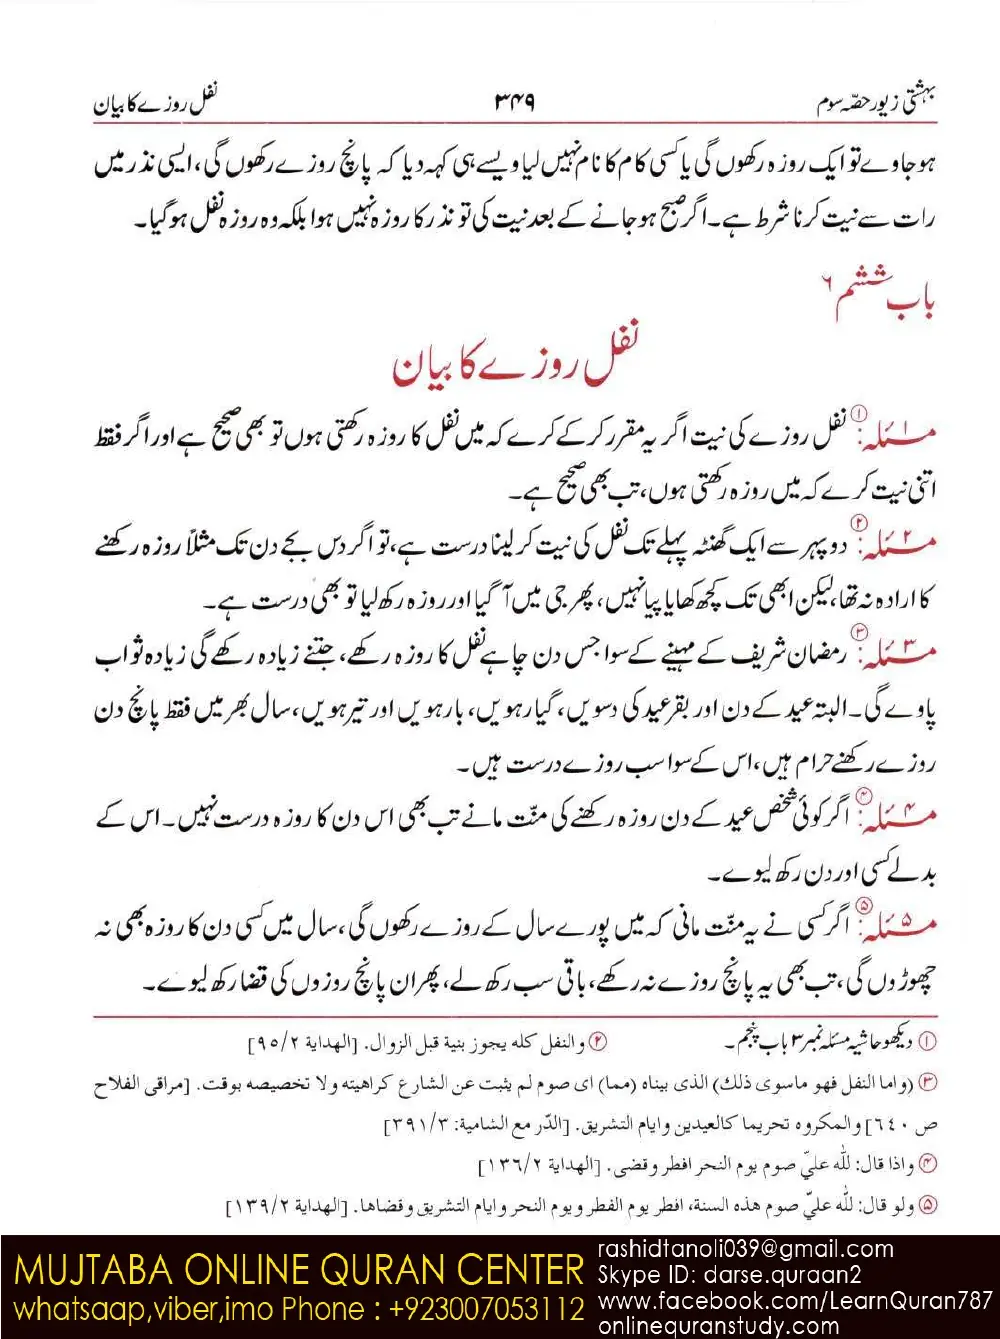 بہشتی زیور حصّہ سوم ۳۴۹ نفل روزے کا بیان
ہو جاوے تو ایک روزہ رکھوں گی یا کسی کام کا نام نہیں لیا ویسے ہی کہہ دیا کہ پانچ روزے رکھوں گی، ایسی نذر میں
رات سے نیت کرنا شرط ہے۔ اگر صبح ہو جانے کے بعد نیت کی تو نذر کا روزہ نہیں ہوا بلکہ وہ روزہ نفل ہو گیا۔
باب ششم ۶
نفل روزے کا بیان
مسئلہ ۱: ① نفل روزے کی نیت اگر یہ مقرر کر کے کرے کہ میں نفل کا روزہ رکھتی ہوں تو بھی صحیح ہے اور اگر فقط
اتنی نیت کرے کہ میں روزہ رکھتی ہوں، تب بھی صحیح ہے۔
مسئلہ ۲: ② دوپہر سے ایک گھنٹہ پہلے تک نفل کی نیت کر لینا درست ہے، تو اگر دس بجے دن تک مثلاً روزہ رکھنے
کا ارادہ نہ تھا، لیکن ابھی تک کچھ کھایا پیا نہیں، پھر جی میں آ گیا اور روزہ رکھ لیا تو بھی درست ہے۔
مسئلہ ۳: ③ رمضان شریف کے مہینے کے سوا جس دن چاہے نفل کا روزہ رکھے، جتنے زیادہ رکھے گی زیادہ ثواب
پاوے گی۔ البتہ عید کے دن اور بقر عید کی دسویں، گیارہویں، بارہویں اور تیرہویں، سال بھر میں فقط پانچ دن
روزے رکھنے حرام ہیں، اس کے سوا سب روزے درست ہیں۔
مسئلہ ۴: ④ اگر کوئی شخص عید کے دن روزہ رکھنے کی منّت مانے تب بھی اس دن کا روزہ درست نہیں۔ اس کے
بدلے کسی اور دن رکھ لیوے۔
مسئلہ ۵: ⑤ اگر کسی نے یہ منّت مانی کہ میں پورے سال کے روزے رکھوں گی، سال میں کسی دن کا روزہ بھی نہ
چھوڑوں گی، تب بھی یہ پانچ روزے نہ رکھے، باقی سب رکھ لے، پھر ان پانچ روزوں کی قضا رکھ لیوے۔
① دیکھو حاشیہ مسئلہ نمبر ۳ باب پنجم۔ ② والنفل كله يجوز بنية قبل الزوال. [الهداية ٩٥/٢]
③ (واما النفل فهو ماسوى ذلك) الذى بيناه (مما) اى صوم لم يثبت عن الشارع كراهيته ولا تخصيصه بوقت. [مراقى الفلاح
ص ٦٤٠] والمكروه تحريما كالعيدين وايام التشريق. [الدّر مع الشامية: ٣٩١/٣]
④ واذا قال: لله عليّ صوم يوم النحر افطر وقضى. [الهداية ١٣٦/٢]
⑤ ولو قال: لله عليّ صوم هذه السنة، افطر يوم الفطر ويوم النحر وايام التشريق وقضاها. [الهداية ١٣٩/٢]
MUJTABA ONLINE QURAN CENTER
whatsaap,viber,imo Phone : +923007053112
rashidtanoli039@gmail.com
Skype ID: darse.quraan2
www.facebook.com/LearnQuran787
onlinequranstudy.com